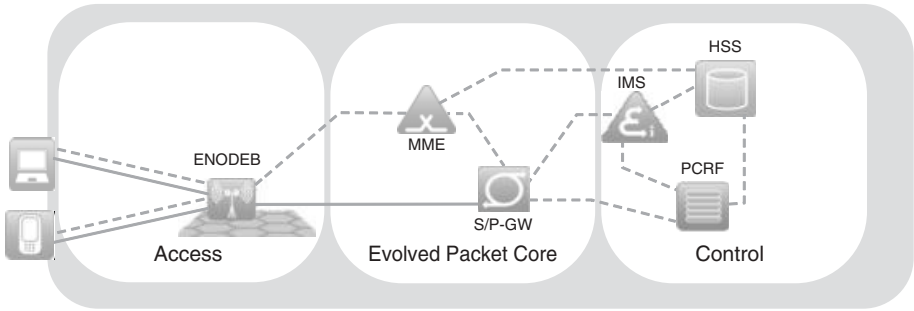 HSS
IMS
MME
ENODEB
PCRF
S/P-GW
Access
Evolved Packet Core
Control